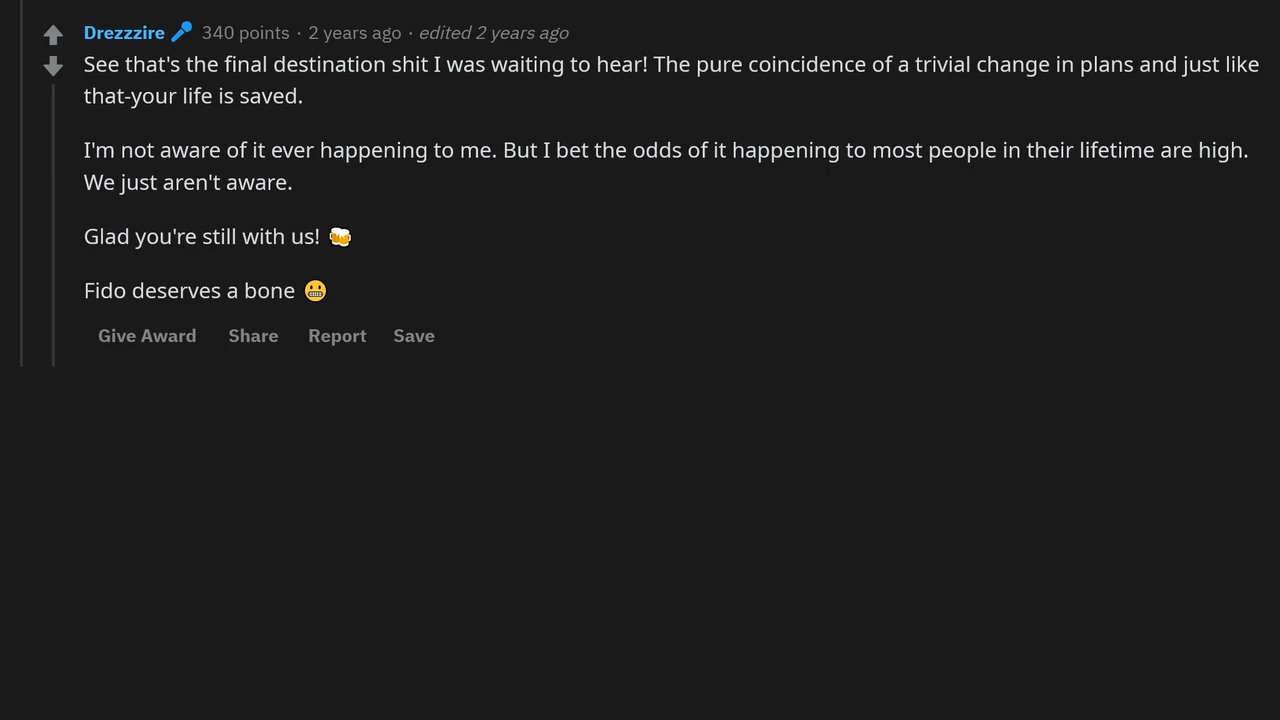 Drezzzire 🎤 340 points · 2 years ago · edited 2 years ago
See that's the final destination shit I was waiting to hear! The pure coincidence of a trivial change in plans and just like
that-your life is saved.
I'm not aware of it ever happening to me. But I bet the odds of it happening to most people in their lifetime are high.
We just aren't aware.
Glad you're still with us! 🍻
Fido deserves a bone 😬
Give Award Share Report Save